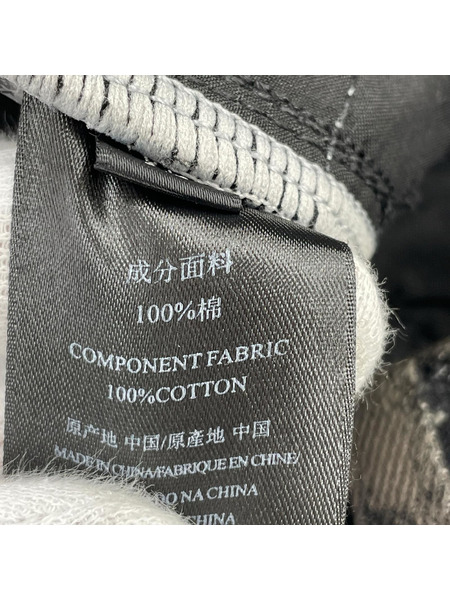 成分面料
100%棉
COMPONENT FABRIC
100%COTTON
原产地 中国/原產地 中国
MADE IN CHINA/FABRIQUE EN CHINE/
DO NA CHINA
CHINA